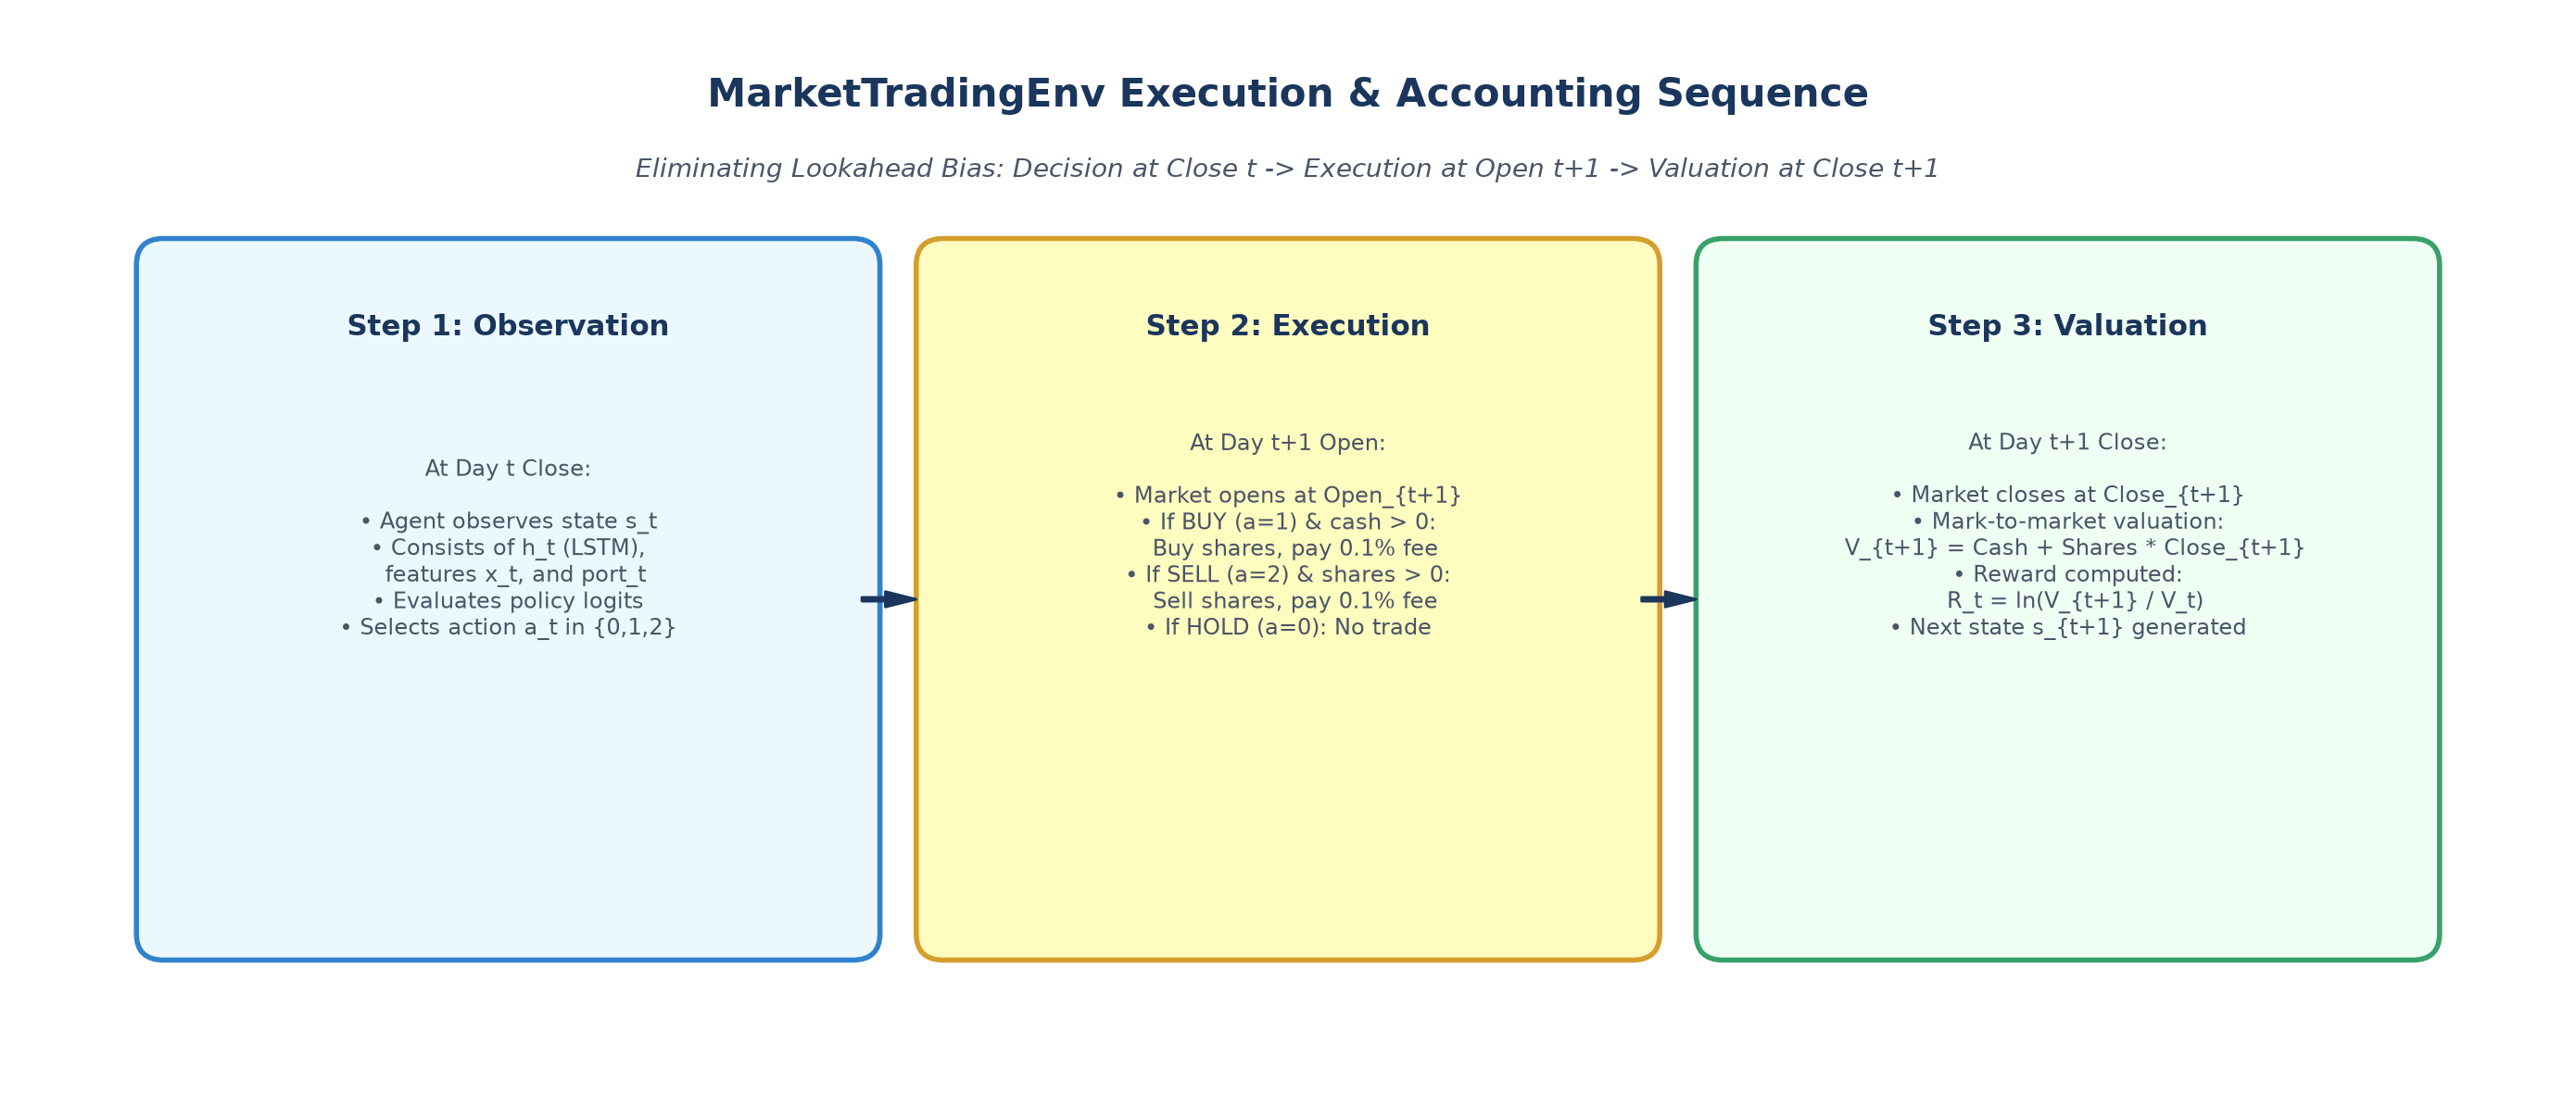 MarketTradingEnv Execution & Accounting Sequence
Eliminating Lookahead Bias: Decision at Close t -> Execution at Open t+1 -> Valuation at Close t+1
Step 1: Observation
At Day t Close:
• Agent observes state s_t
• Consists of h_t (LSTM),
features x_t, and port_t
• Evaluates policy logits
• Selects action a_t in {0,1,2}
Step 2: Execution
At Day t+1 Open:
• Market opens at Open_{t+1}
• If BUY (a=1) & cash > 0:
Buy shares, pay 0.1% fee
• If SELL (a=2) & shares > 0:
Sell shares, pay 0.1% fee
• If HOLD (a=0): No trade
Step 3: Valuation
At Day t+1 Close:
• Market closes at Close_{t+1}
• Mark-to-market valuation:
V_{t+1} = Cash + Shares * Close_{t+1}
• Reward computed:
R_t = ln(V_{t+1} / V_t)
• Next state s_{t+1} generated